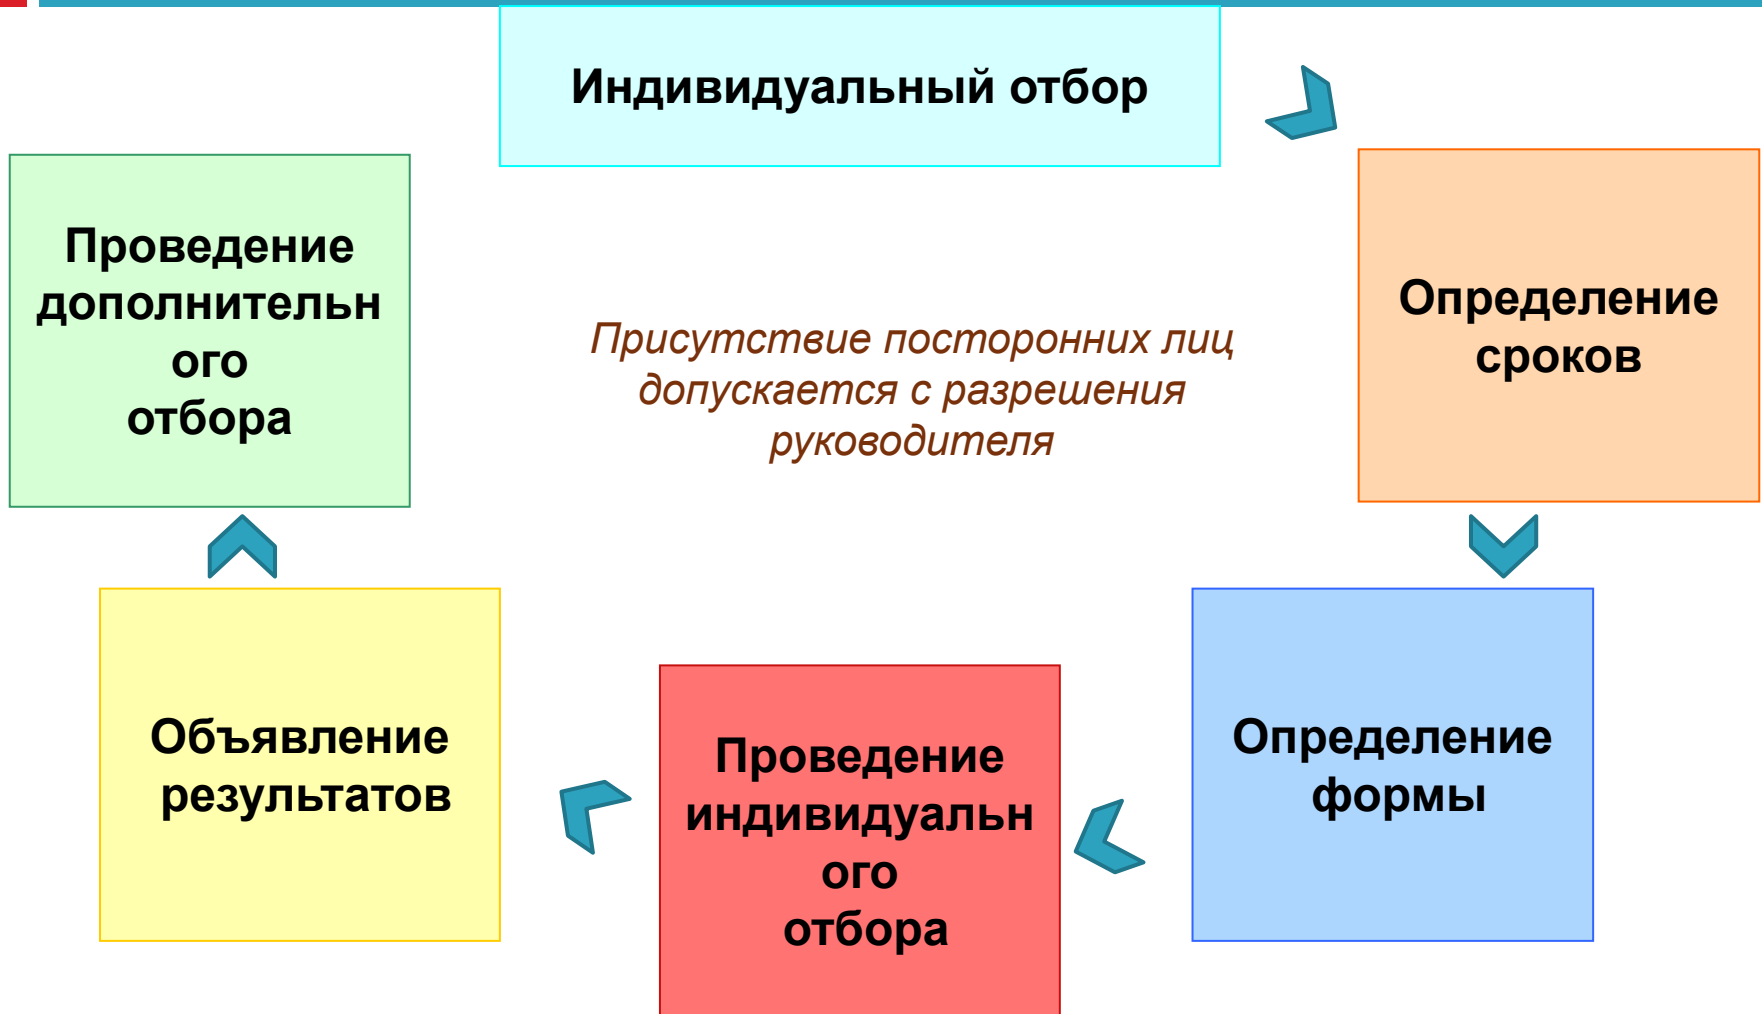 Индивидуальный отбор
Проведение
дополнительн
ого
отбора
Присутствие посторонних лиц
допускается с разрешения
руководителя
Определение
сроков
Объявление
результатов
Проведение
индивидуальн
ого
отбора
Определение
формы